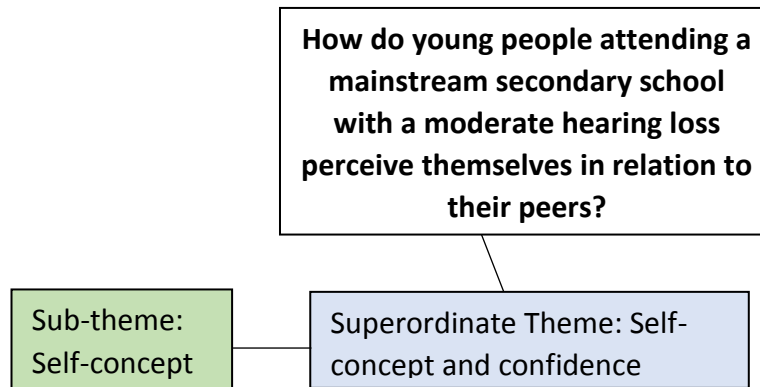 How do young people attending a
mainstream secondary school
with a moderate hearing loss
perceive themselves in relation to
their peers?
Sub-theme:
Self-concept
Superordinate Theme: Self-
concept and confidence